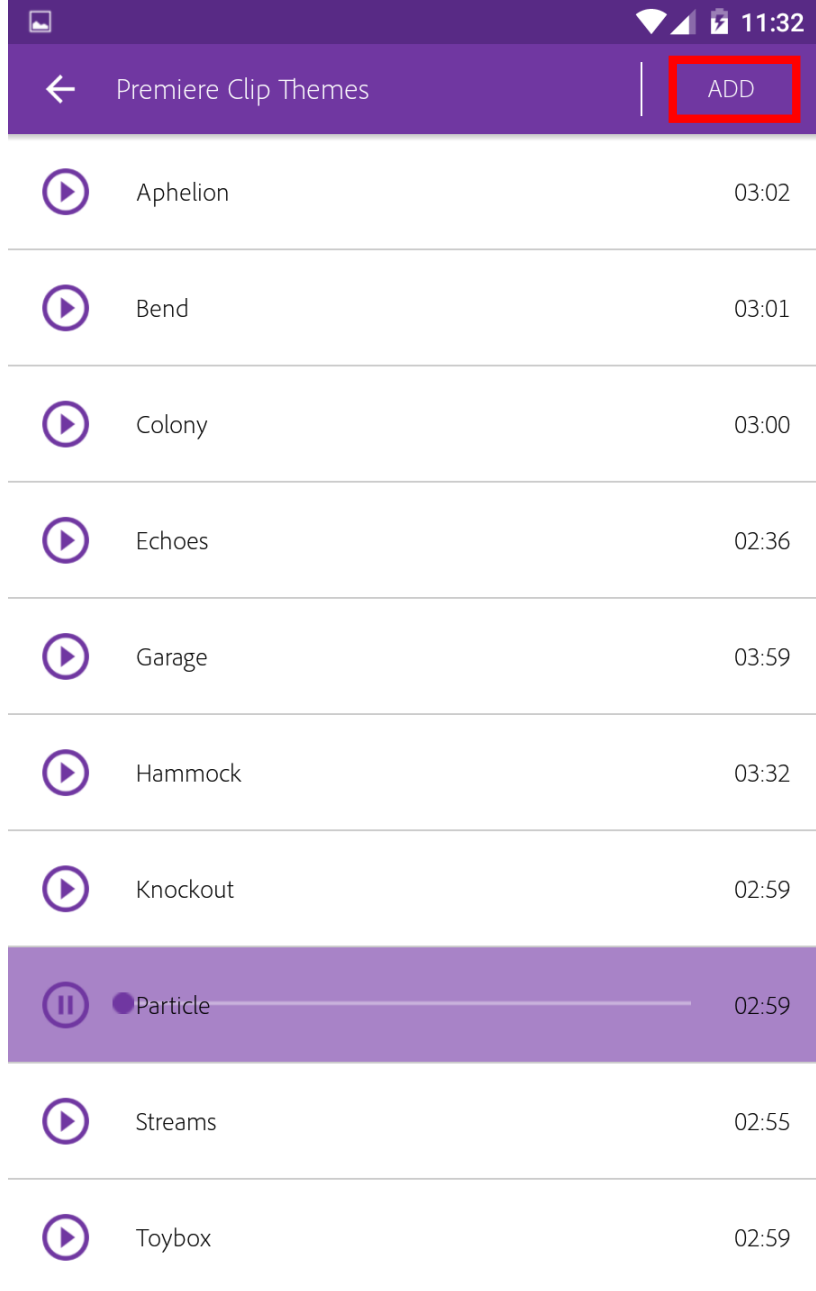 11:32
Premiere Clip Themes ADD
Aphelion 03:02
Bend 03:01
Colony 03:00
Echoes 02:36
Garage 03:59
Hammock 03:32
Knockout 02:59
Particle 02:59
Streams 02:55
Toybox 02:59